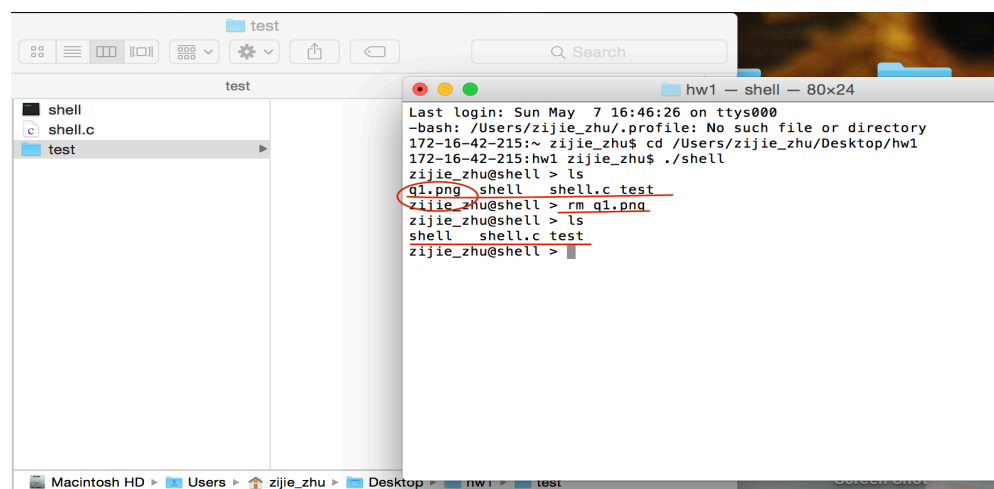 test
Search
test
shell
shell.c
test
Macintosh HD Users zijie_zhu Desktop hw1 test
hw1 — shell — 80×24
Last login: Sun May 7 16:46:26 on ttys000
-bash: /Users/zijie_zhu/.profile: No such file or directory
172-16-42-215:~ zijie_zhu$ cd /Users/zijie_zhu/Desktop/hw1
172-16-42-215:hw1 zijie_zhu$ ./shell
zijie_zhu@shell > ls
q1.png shell shell.c test
zijie_zhu@shell > rm q1.png
zijie_zhu@shell > ls
shell shell.c test
zijie_zhu@shell >
Screen Shot